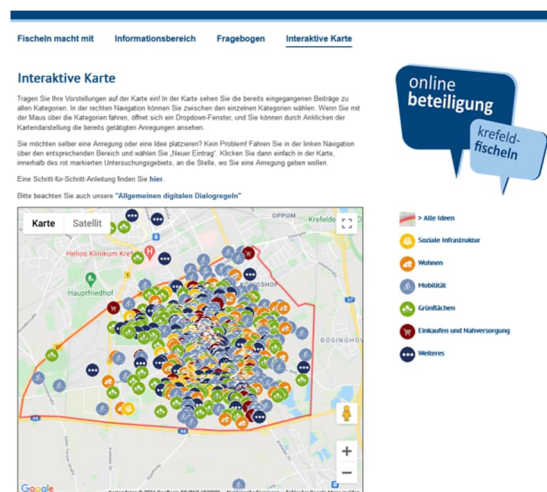 Fischeln macht mit Informationsbereich Fragebogen Interaktive Karte
Interaktive Karte
Tragen Sie Ihre Vorstellungen auf der Karte ein! In der Karte sehen Sie die bereits eingegangenen Beiträge zu
allen Kategorien. In der rechten Navigation können Sie zwischen den einzelnen Kategorien wählen. Wenn Sie mit
der Maus über die Kategorien fahren, öffnet sich ein Dropdown-Fenster, und Sie können durch Anklicken der
Kartendarstellung die bereits getätigten Anregungen ansehen.
Sie möchten selber eine Anregung oder eine Idee platzieren? Kein Problem! Fahren Sie in der linken Navigation
über den entsprechenden Bereich und wählen Sie „Neuer Eintrag“. Klicken Sie dann einfach in der Karte,
innerhalb des rot markierten Untersuchungsgebiets, an die Stelle, wo Sie eine Anregung geben wollen.
Eine Schritt-für-Schritt-Anleitung finden Sie hier.
Bitte beachten Sie auch unsere "Allgemeinen digitalen Dialogregeln"
online
beteiligung
krefeld-
fischeln
Karte Satellit
OPPUM
Krefelde
Helios Klinikum Kre
Hauptfriedhof
KÖNIGSHOF
BÖSINGHOV
57
44
44
Google
> Alle Ideen
Soziale Infrastruktur
Wohnen
Mobilität
Grünflächen
Einkaufen und Nahversorgung
Weiteres